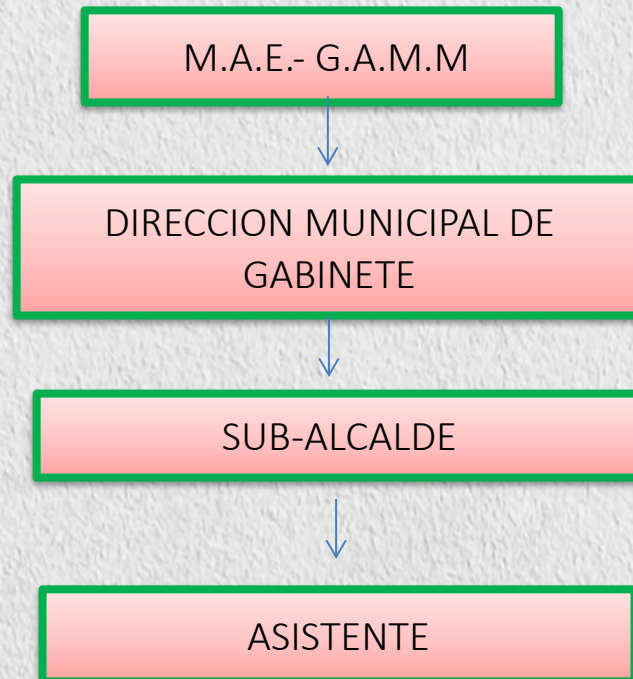 M.A.E.- G.A.M.M
DIRECCION MUNICIPAL DE
GABINETE
SUB-ALCALDE
ASISTENTE